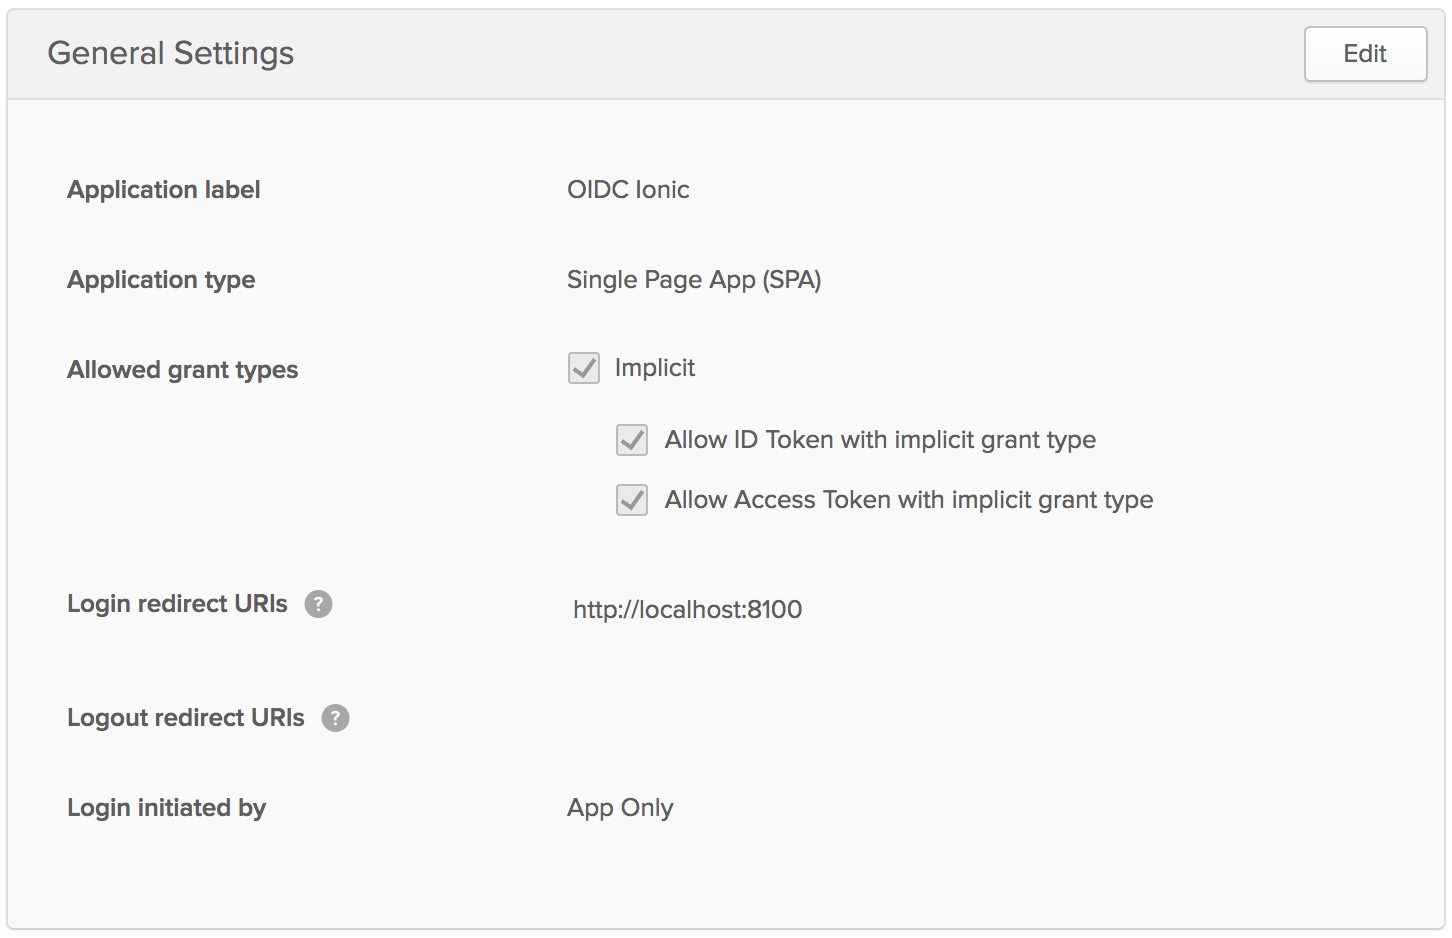 General Settings
Edit
Application label
OIDC Ionic
Application type
Single Page App (SPA)
Allowed grant types
Implicit
Allow ID Token with implicit grant type
Allow Access Token with implicit grant type
Login redirect URIs ?
http://localhost:8100
Logout redirect URIs ?
Login initiated by
App Only